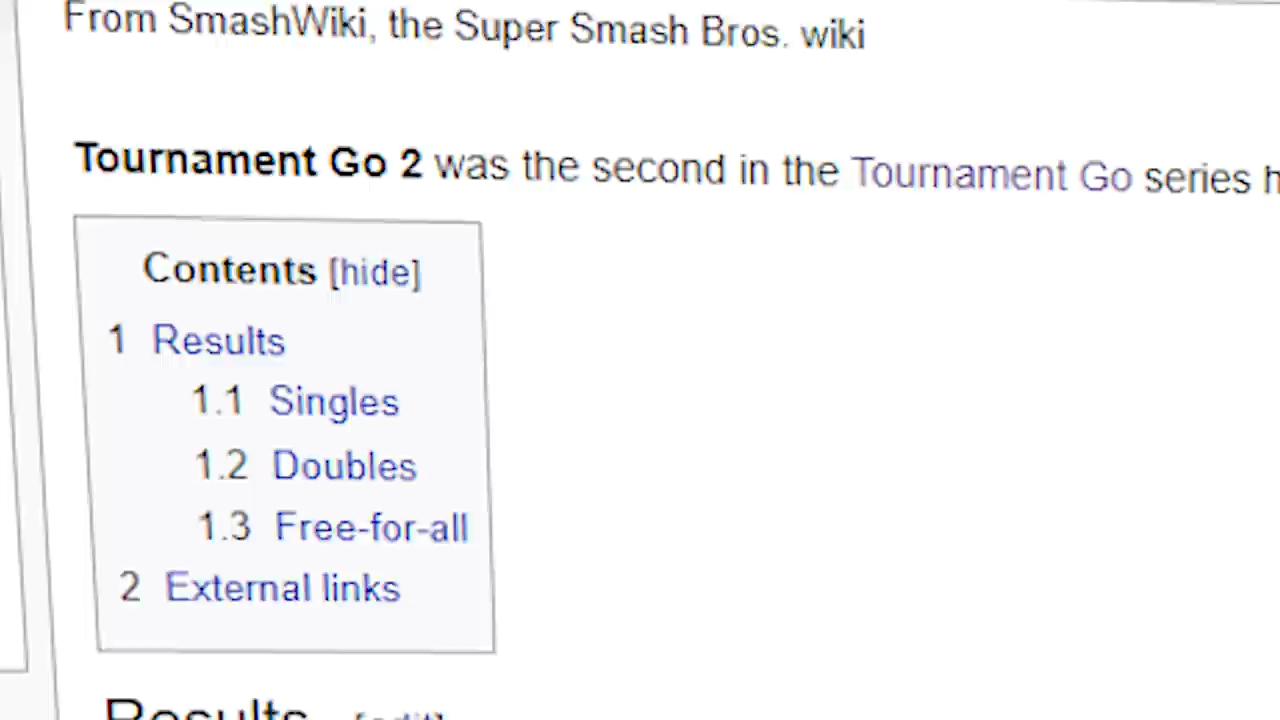 From SmashWiki, the Super Smash Bros. wiki
Tournament Go 2 was the second in the Tournament Go series
Contents [hide]
1 Results
1.1 Singles
1.2 Doubles
1.3 Free-for-all
2 External links
Results [edit]